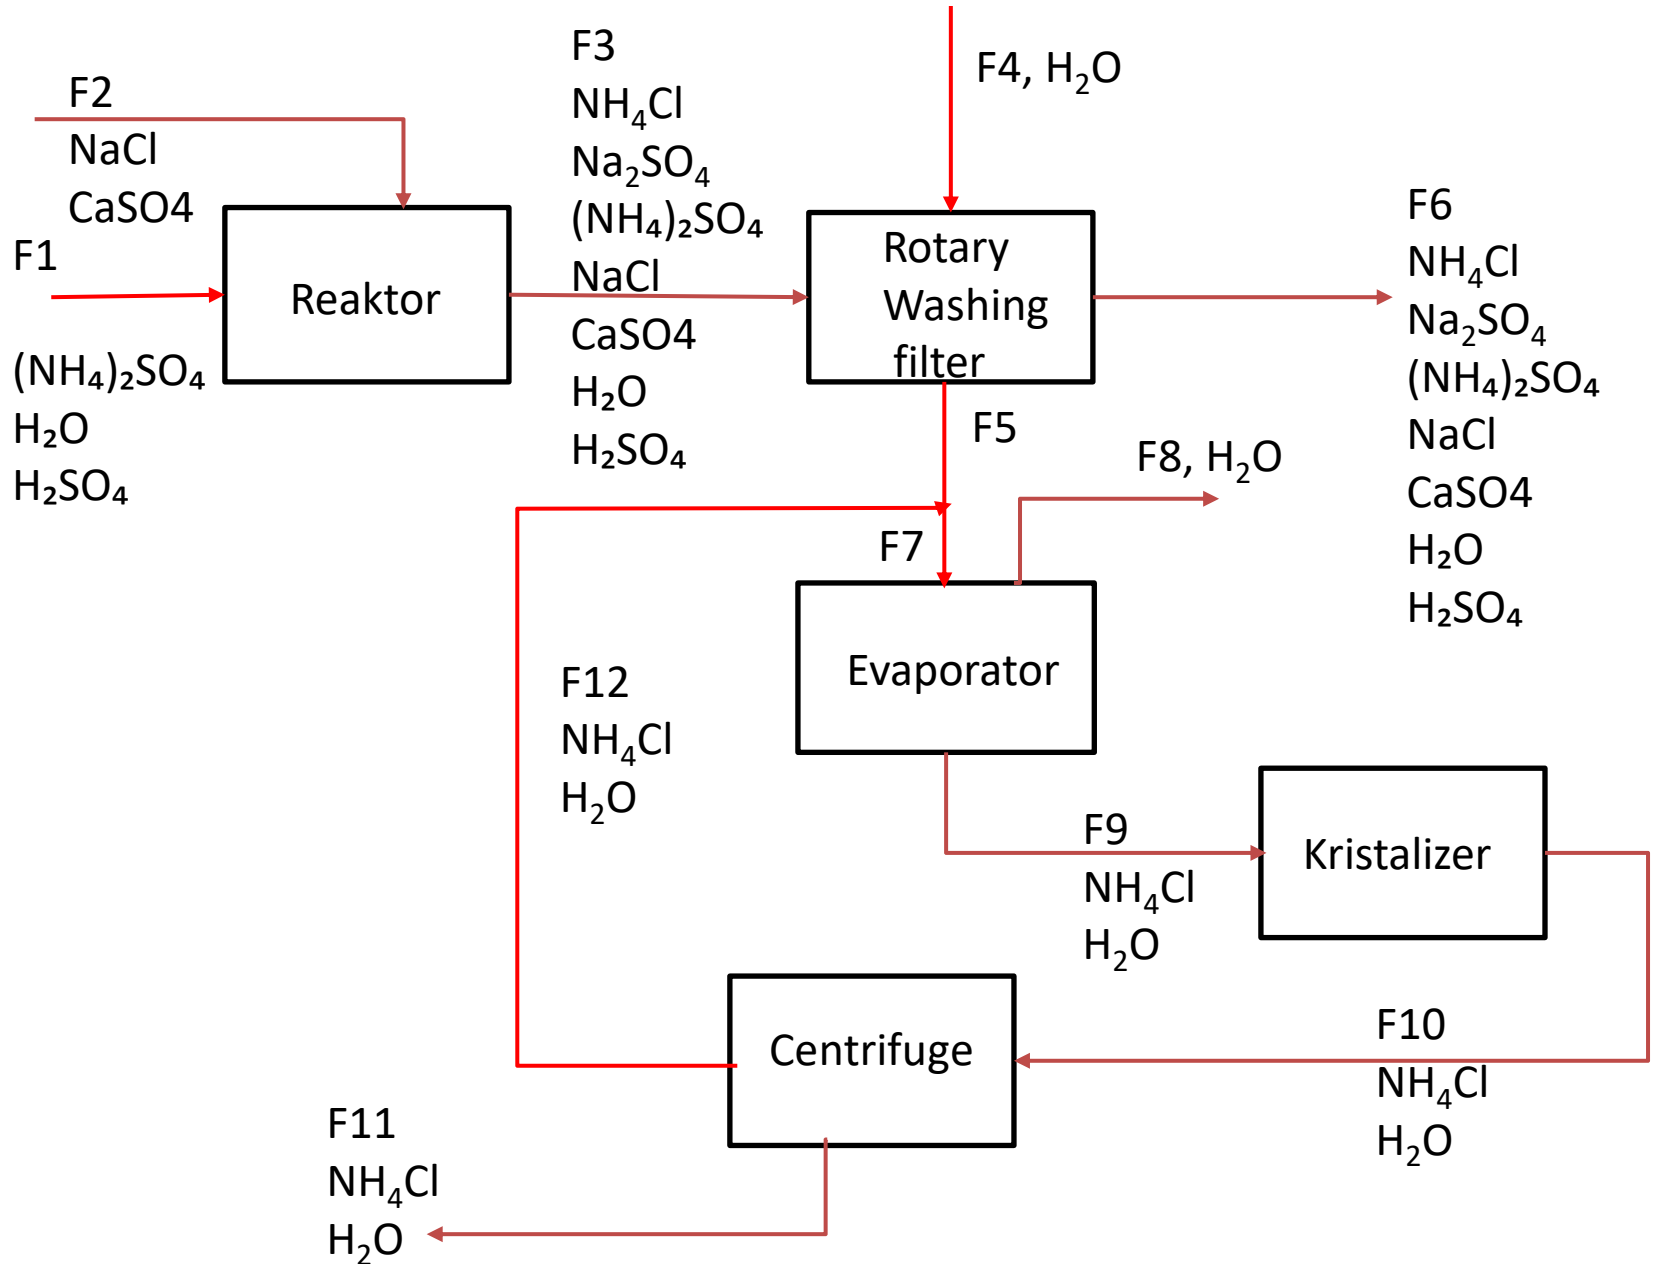 F2
NaCl
CaSO4
F1
(NH₄)₂SO₄
H₂O
H₂SO₄
Reaktor
F3
NH₄Cl
Na₂SO₄
(NH₄)₂SO₄
NaCl
CaSO4
H₂O
H₂SO₄
F4, H₂O
Rotary
Washing
filter
F6
NH₄Cl
Na₂SO₄
(NH₄)₂SO₄
NaCl
CaSO4
H₂O
H₂SO₄
F5
F8, H₂O
F7
Evaporator
F12
NH₄Cl
H₂O
F9
NH₄Cl
H₂O
Kristalizer
F10
NH₄Cl
H₂O
Centrifuge
F11
NH₄Cl
H₂O